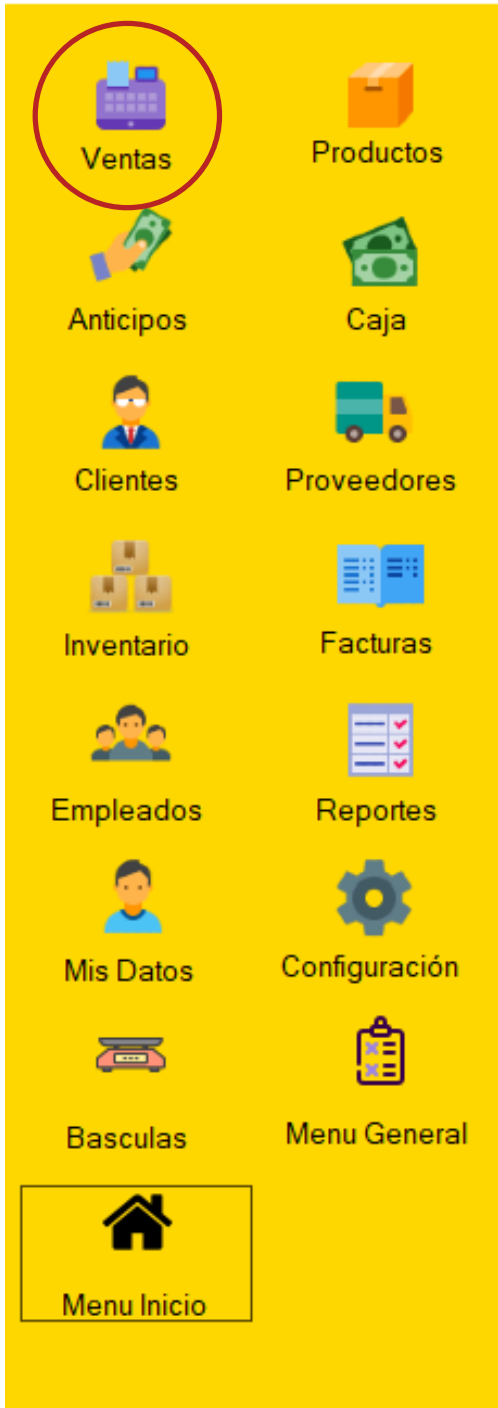 Ventas
Productos
Anticipos
Caja
Clientes
Proveedores
Inventario
Facturas
Empleados
Reportes
Mis Datos
Configuración
Basculas
Menu General
Menu Inicio